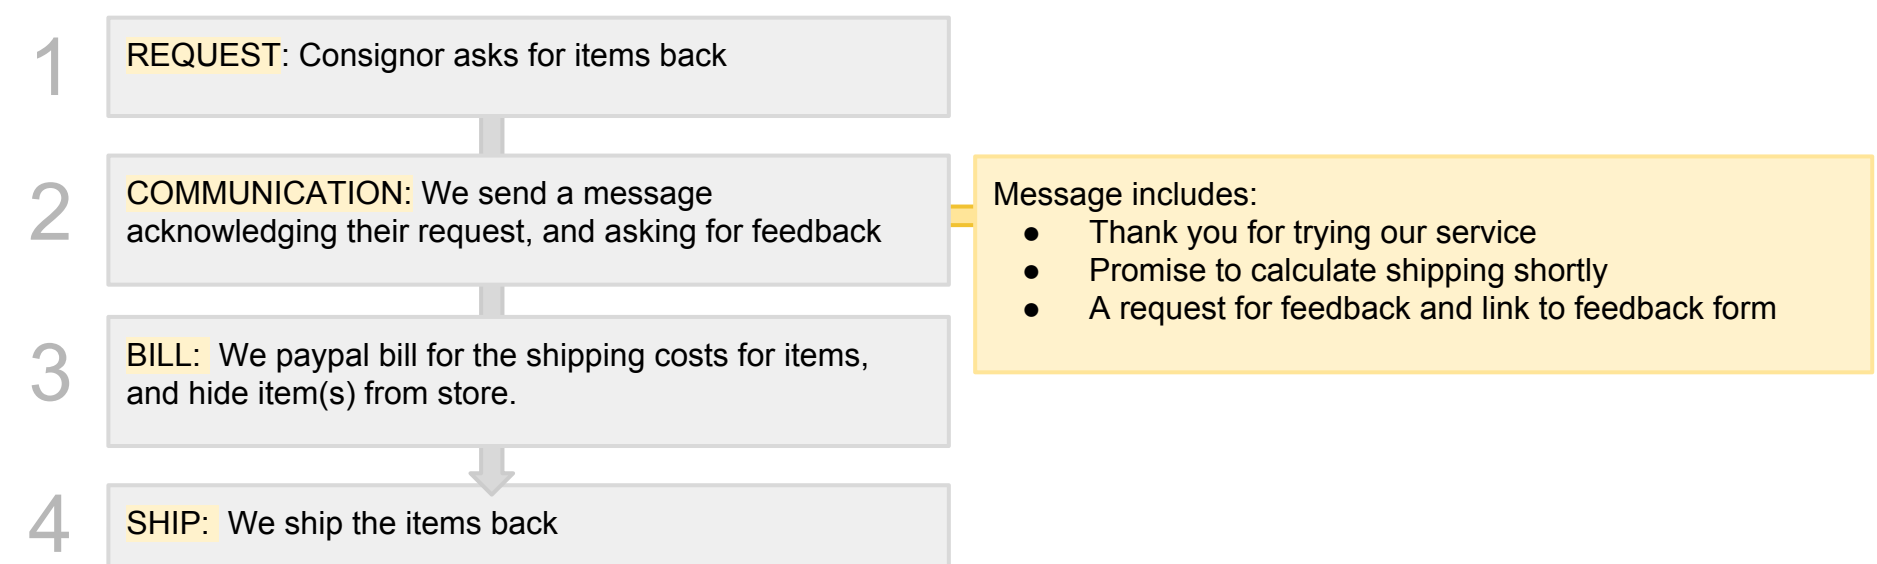 1
REQUEST: Consignor asks for items back
2
COMMUNICATION: We send a message
acknowledging their request, and asking for feedback
Message includes:
● Thank you for trying our service
● Promise to calculate shipping shortly
● A request for feedback and link to feedback form
3
BILL: We paypal bill for the shipping costs for items,
and hide item(s) from store.
4
SHIP: We ship the items back